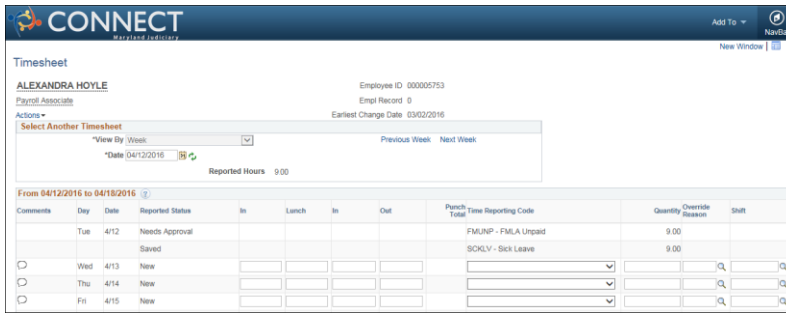 CONNECT
Maryland Judiciary
Add To
NavBa
New Window
Timesheet
ALEXANDRA HOYLE
Employee ID 000005753
Payroll Associate
Empl Record 0
Actions
Earliest Change Date 03/02/2016
Select Another Timesheet
*View By Week
Previous Week Next Week
*Date 04/12/2016
Reported Hours 9.00
From 04/12/2016 to 04/18/2016
Comments Day Date Reported Status In Lunch In Out Punch Total Time Reporting Code Quantity Override Reason Shift
Tue 4/12 Needs Approval FMUNP - FMLA Unpaid 9.00
Saved SCKLV - Sick Leave 9.00
Wed 4/13 New
Thu 4/14 New
Fri 4/15 New